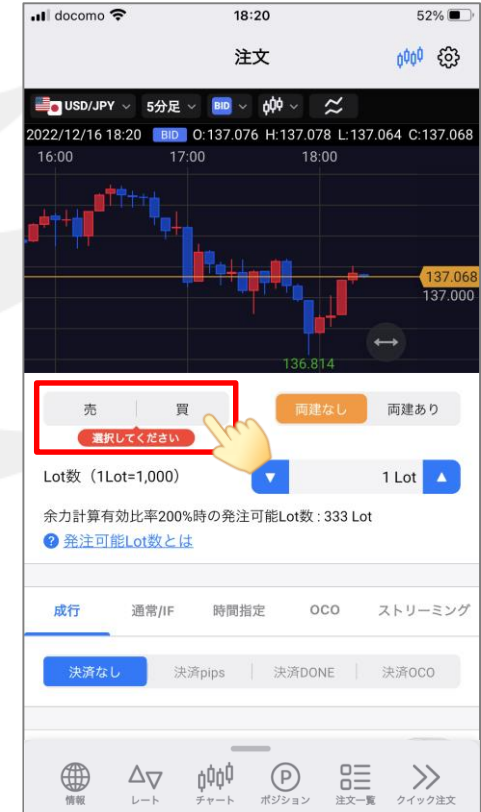 docomo 18:20 52%
注文
USD/JPY 5分足 BID
2022/12/16 18:20 BID O:137.076 H:137.078 L:137.064 C:137.068
16:00 17:00 18:00
137.068
137.000
136.814
売 買 両建なし 両建あり
選択してください
Lot数（1Lot=1,000） ▼ 1 Lot ▲
余力計算有効比率200%時の発注可能Lot数 : 333 Lot
? 発注可能Lot数とは
成行 通常/IF 時間指定 OCO ストリーミング
決済なし 決済pips 決済DONE 決済OCO
P
情報 レート チャート ポジション 注文一覧 クイック注文